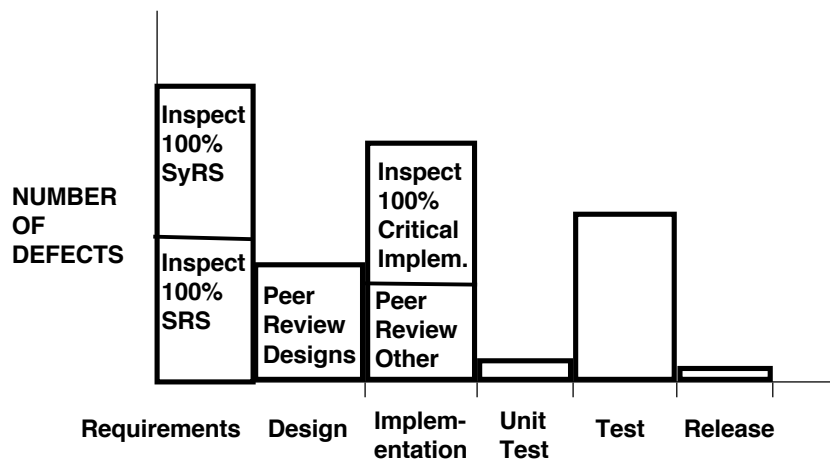 NUMBER
OF
DEFECTS
Inspect
100%
SyRS
Inspect
100%
SRS
Peer
Review
Designs
Inspect
100%
Critical
Implem.
Peer
Review
Other
Requirements
Design
Implem-
entation
Unit
Test
Test
Release